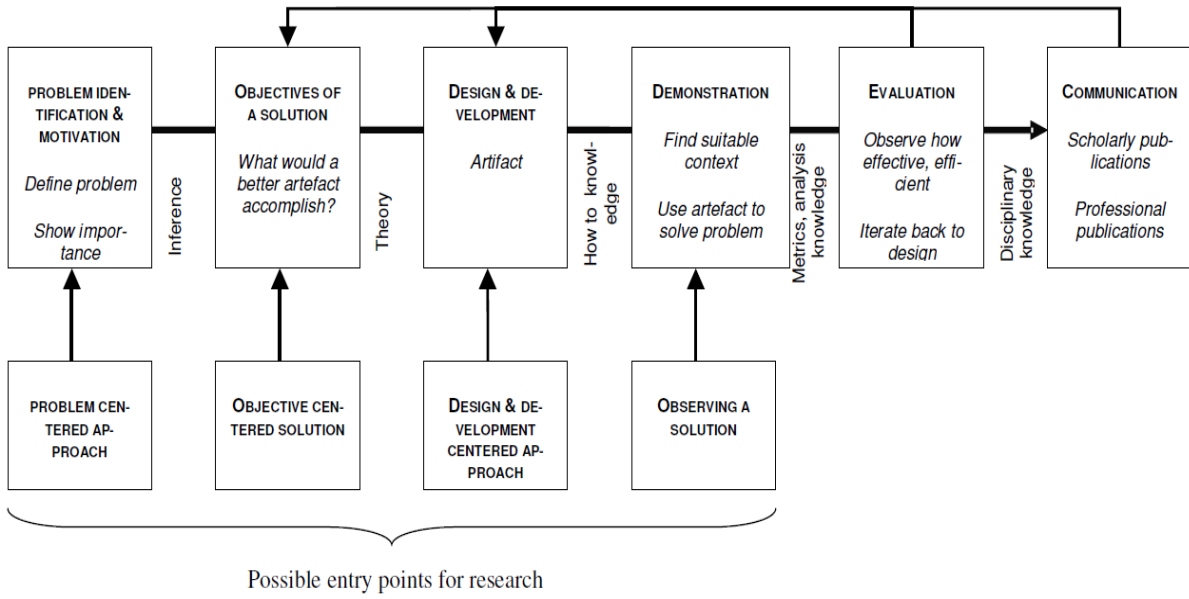 PROBLEM IDEN-
TIFICATION &
MOTIVATION
Define problem
Show impor-
tance
Inference
OBJECTIVES OF
A SOLUTION
What would a
better artefact
accomplish?
Theory
DESIGN & DE-
VELOPMENT
Artifact
How to knowl-
edge
DEMONSTRATION
Find suitable
context
Use artefact to
solve problem
Metrics, analysis
knowledge
EVALUATION
Observe how
effective, effi-
cient
Iterate back to
design
Disciplinary
knowledge
COMMUNICATION
Scholarly pub-
lications
Professional
publications
PROBLEM CEN-
TERED AP-
PROACH
OBJECTIVE CEN-
TERED SOLUTION
DESIGN & DE-
VELOPMENT
CENTERED AP-
PROACH
OBSERVING A
SOLUTION
Possible entry points for research